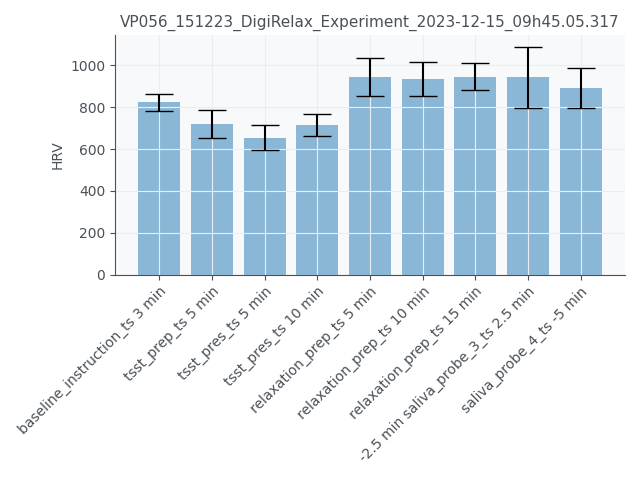 VP056_151223_DigiRelax_Experiment_2023-12-15_09h45.05.317
HRV
1000
800
600
400
200
0
baseline_instruction_ts 3 min
tsst_prep_ts 5 min
tsst_pres_ts 5 min
tsst_pres_ts 10 min
relaxation_prep_ts 5 min
relaxation_prep_ts 10 min
relaxation_prep_ts 15 min
-2.5 min saliva_probe_3_ts 2.5 min
saliva_probe_4_ts -5 min